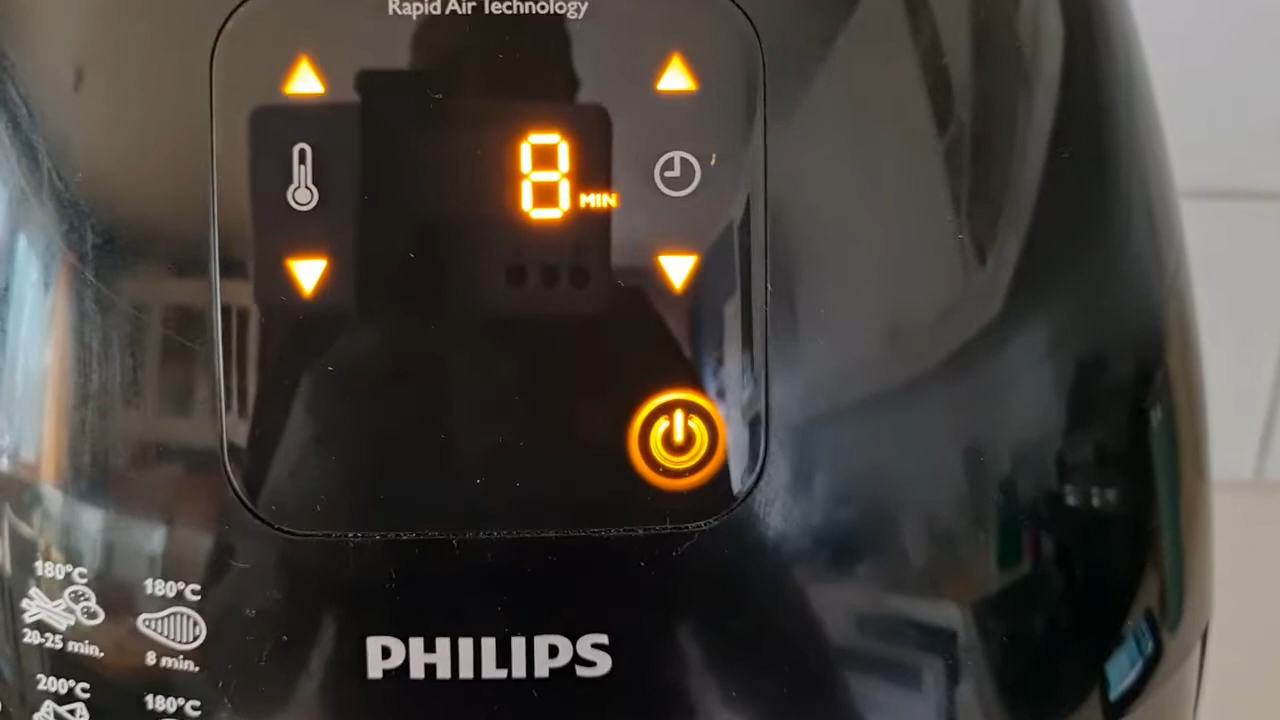 Rapid Air Technology
8 MIN
180°C
180°C
20-25 min.
8 min.
PHILIPS
200°C
180°C